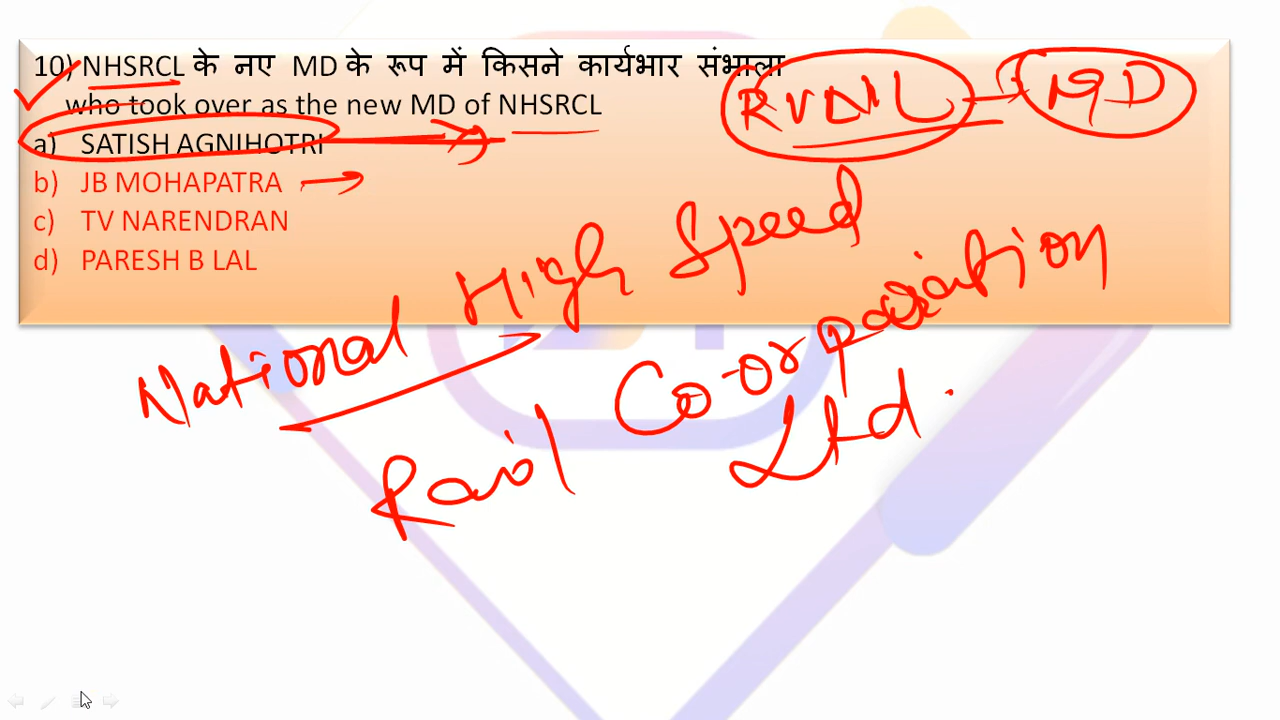 10) NHSRCL के नए MD के रूप में किसने कार्यभार संभाला
who took over as the new MD of NHSRCL
a) SATISH AGNIHOTRI
b) JB MOHAPATRA
c) TV NARENDRAN
d) PARESH B LAL
RVNL MD
National High Speed
Rail Co-orporation
Ltd.